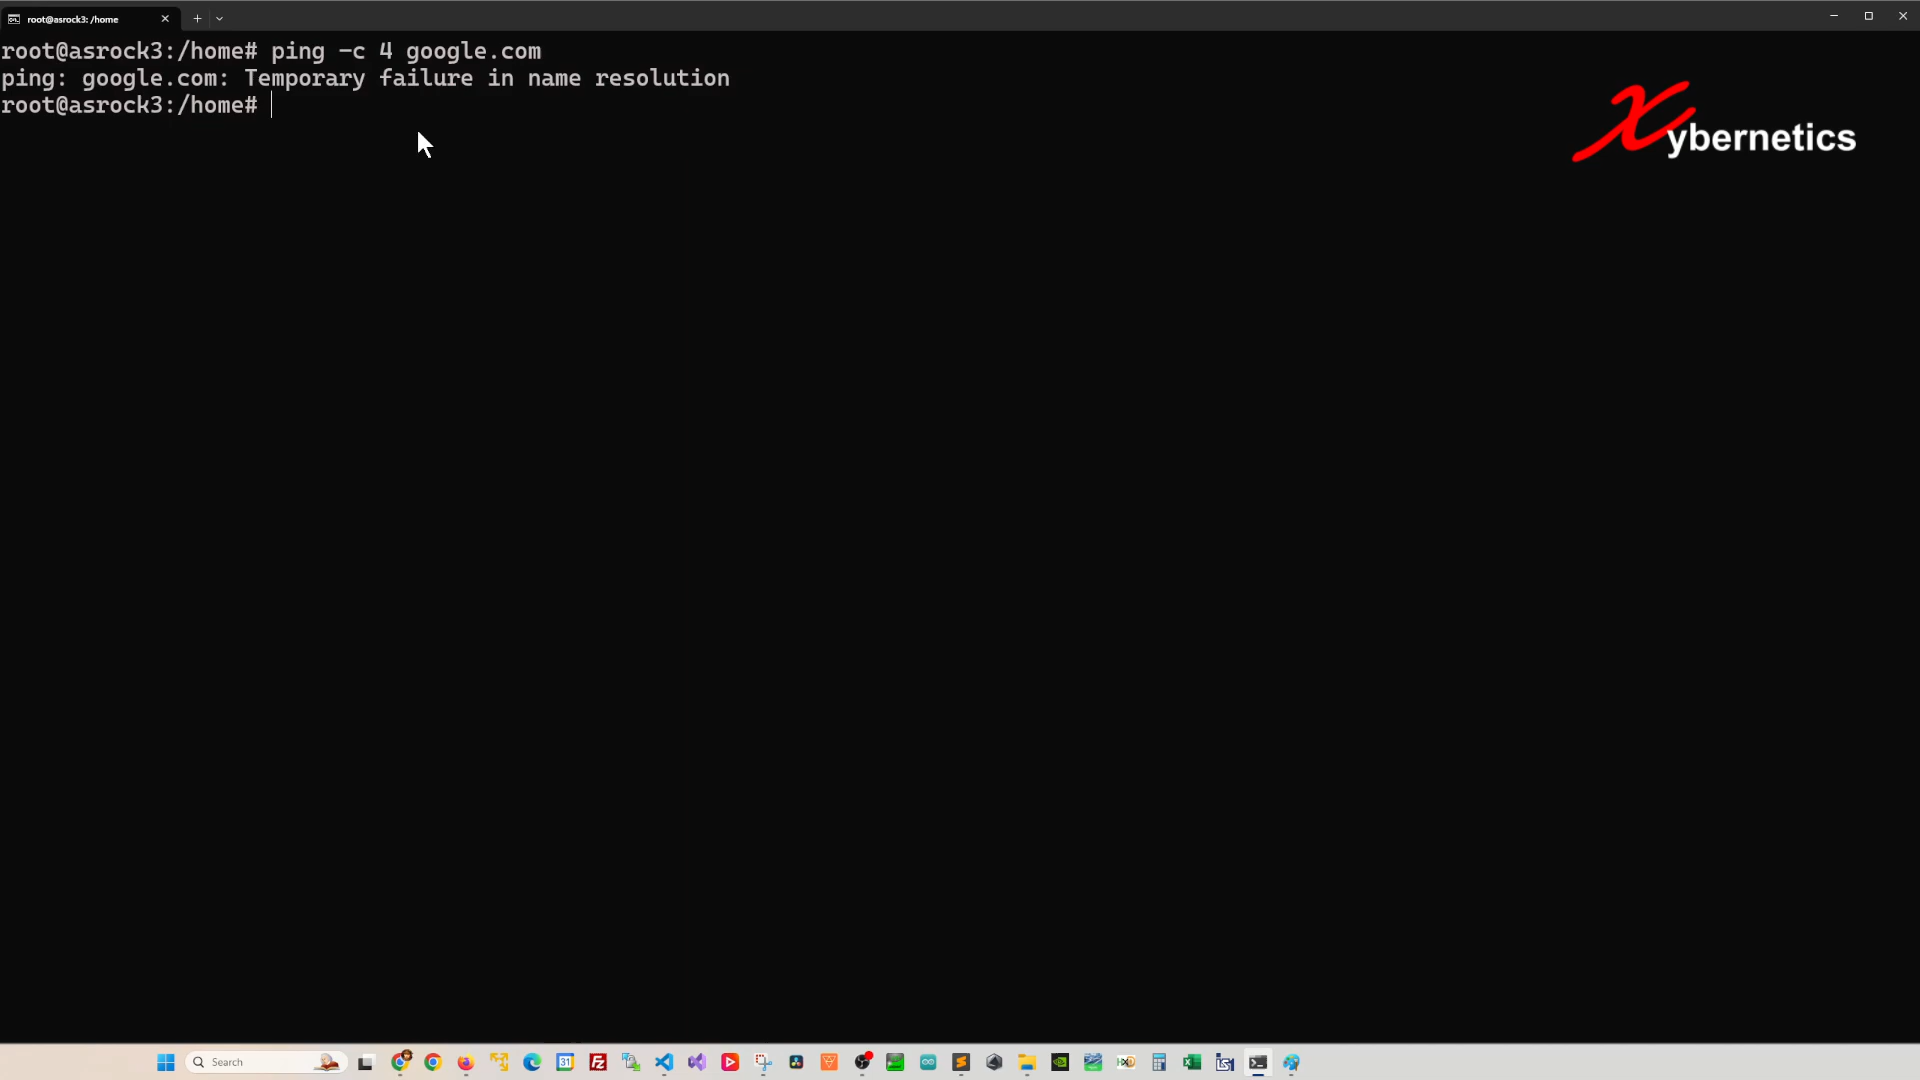 root@asrock3: /home
root@asrock3:/home# ping -c 4 google.com
ping: google.com: Temporary failure in name resolution
root@asrock3:/home#
Xybernetics
Search